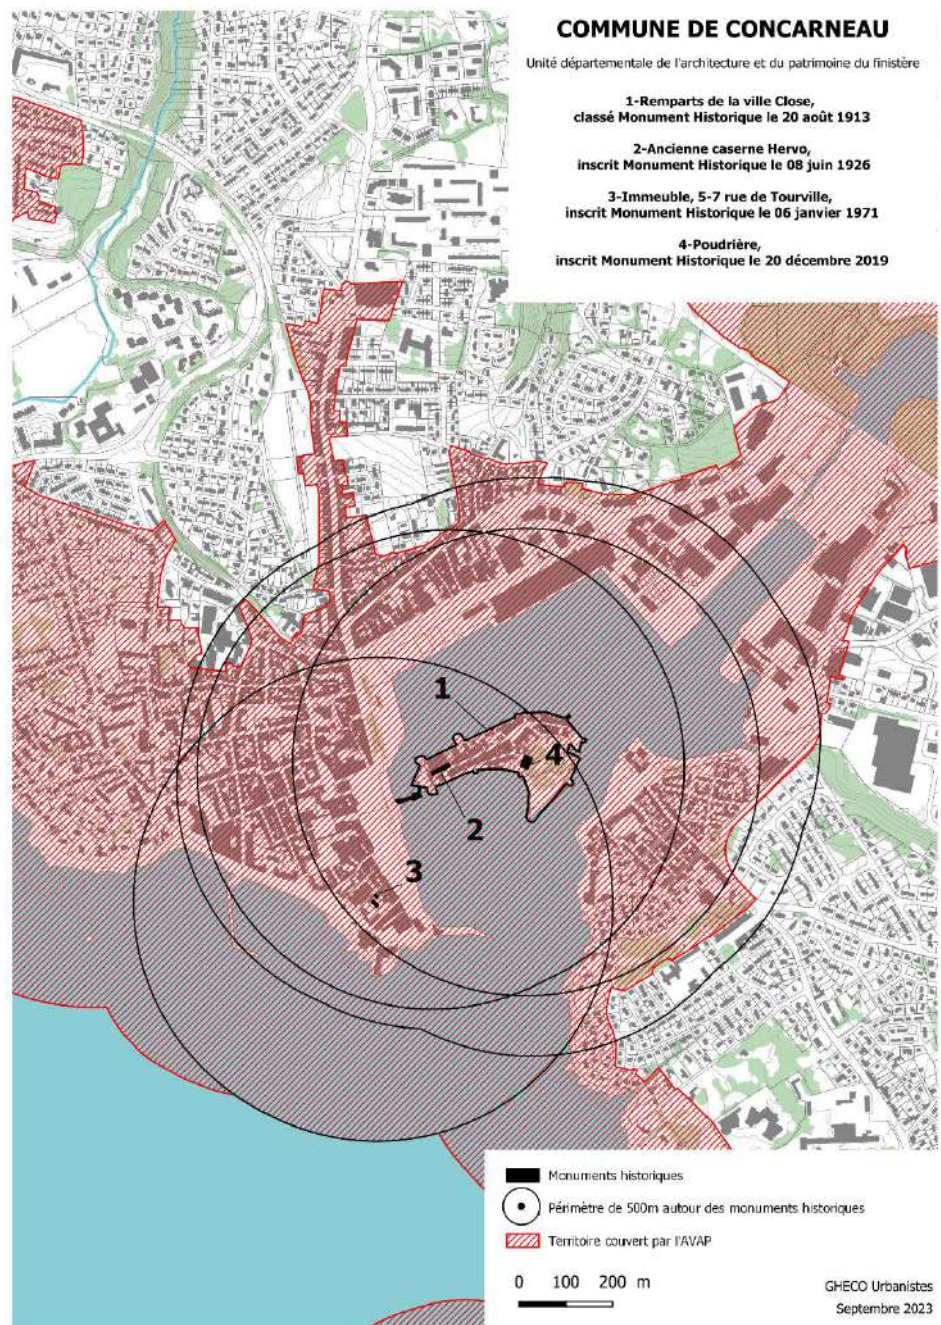 COMMUNE DE CONCARNEAU
Unité départementale de l'architecture et du patrimoine du finistère
1-Remparts de la ville Close,
classé Monument Historique le 20 août 1913
2-Ancienne caserne Hervo,
inscrit Monument Historique le 08 juin 1926
3-Immeuble, 5-7 rue de Tourville,
inscrit Monument Historique le 06 janvier 1971
4-Poudrière,
inscrit Monument Historique le 20 décembre 2019
1
4
2
3
Monuments historiques
Périmètre de 500m autour des monuments historiques
Territoire couvert par l'AVAP
0 100 200 m
GHECO Urbanistes
Septembre 2023